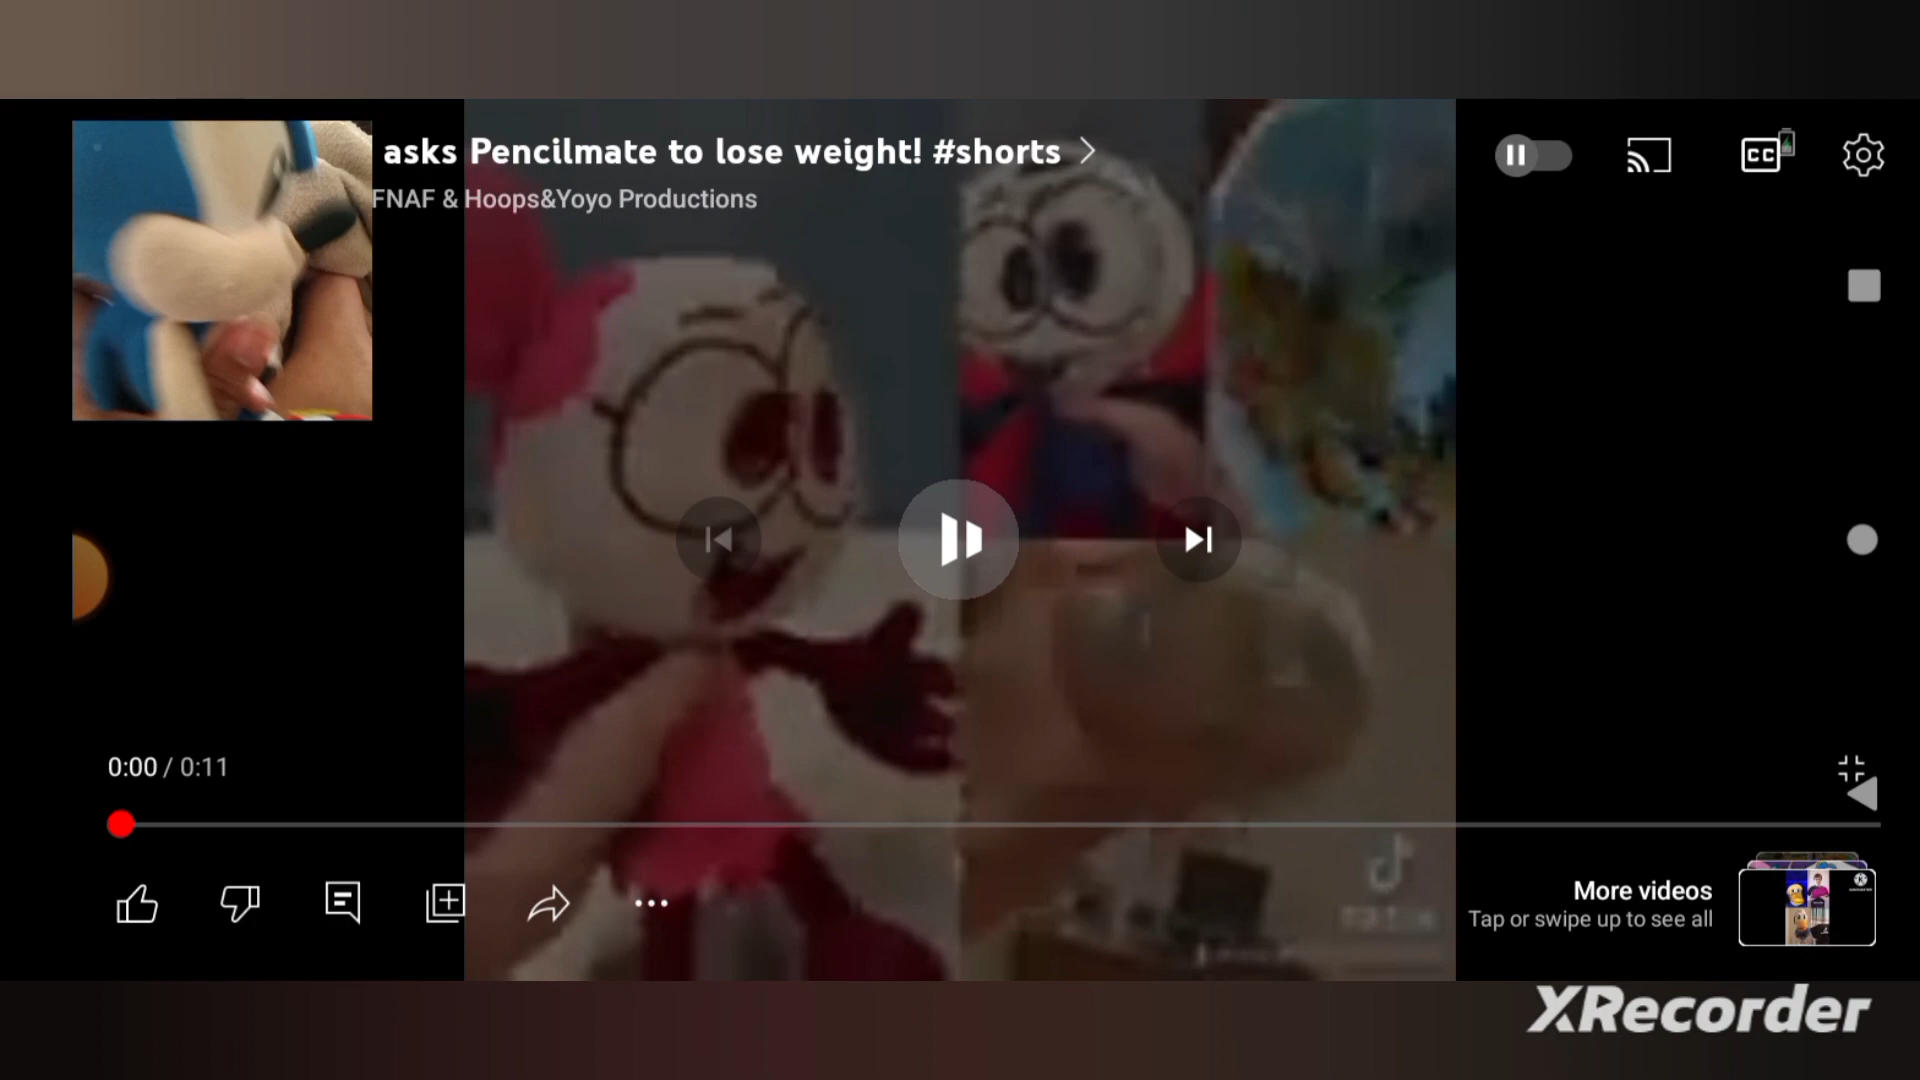 asks Pencilmate to lose weight! #shorts
FNAF & Hoops&Yoyo Productions
CC
0:00 / 0:11
More videos
Tap or swipe up to see all
XRecorder